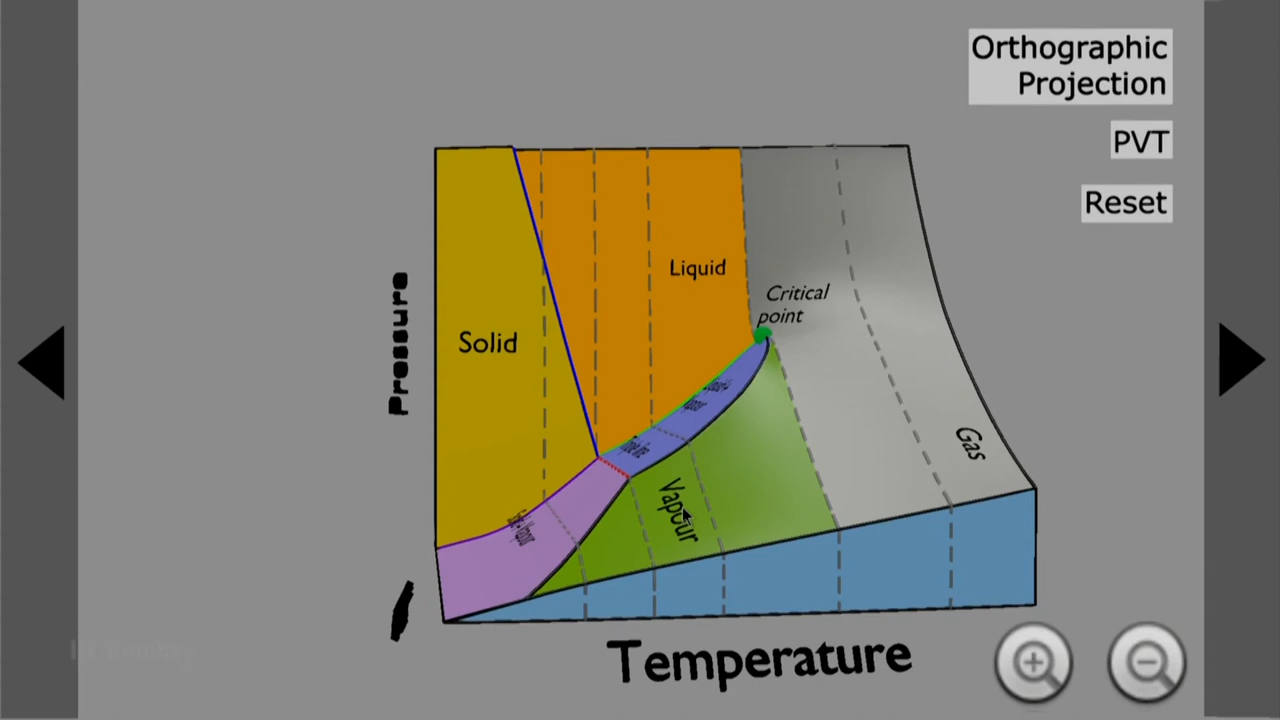 Orthographic
Projection
PVT
Reset
Pressure
Solid
Liquid
Critical
point
Vapour
Gas
Temperature